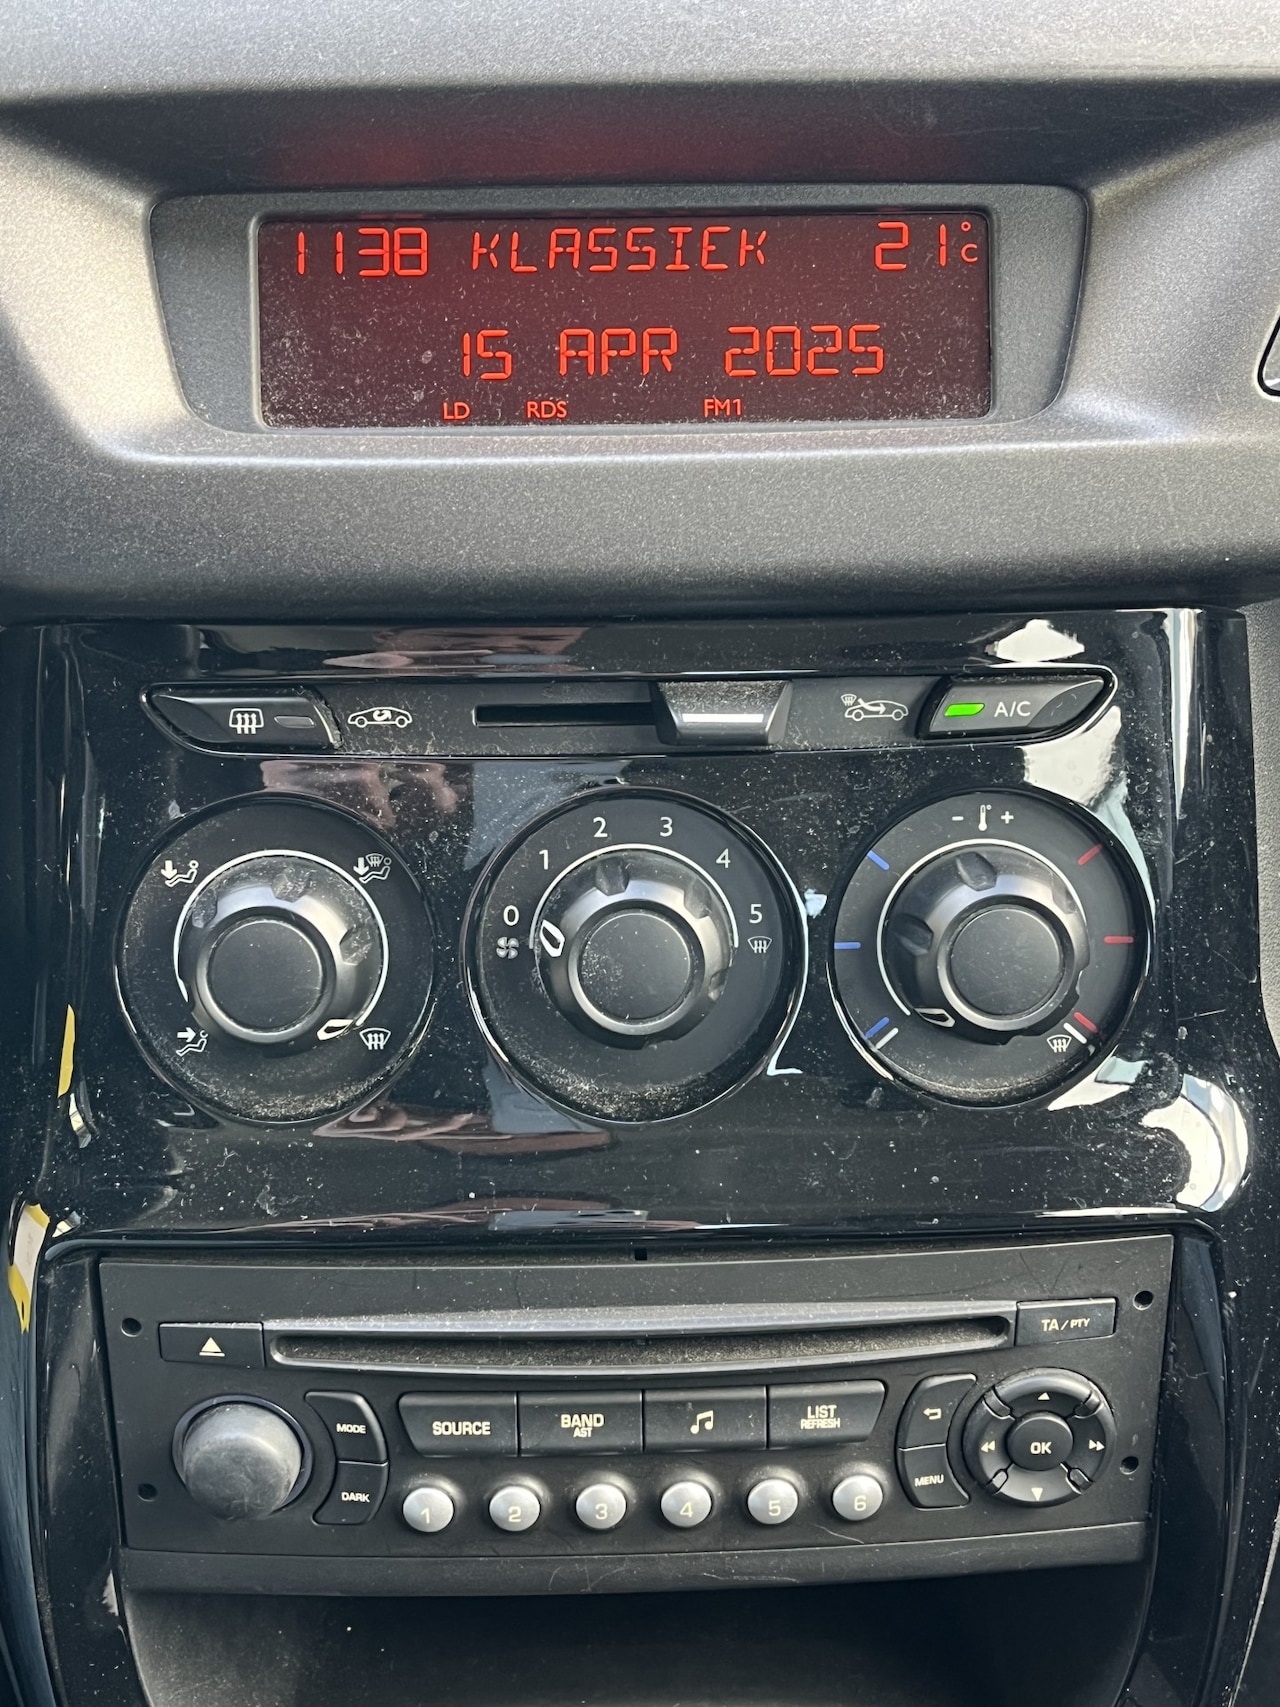 1138 KLASSIEK 21°C
15 APR 2025
LD RDS FM1
A/C
0 1 2 3 4 5
- +
TA/PTY
MODE SOURCE BAND AST LIST REFRESH
OK
DARK 1 2 3 4 5 6 MENU